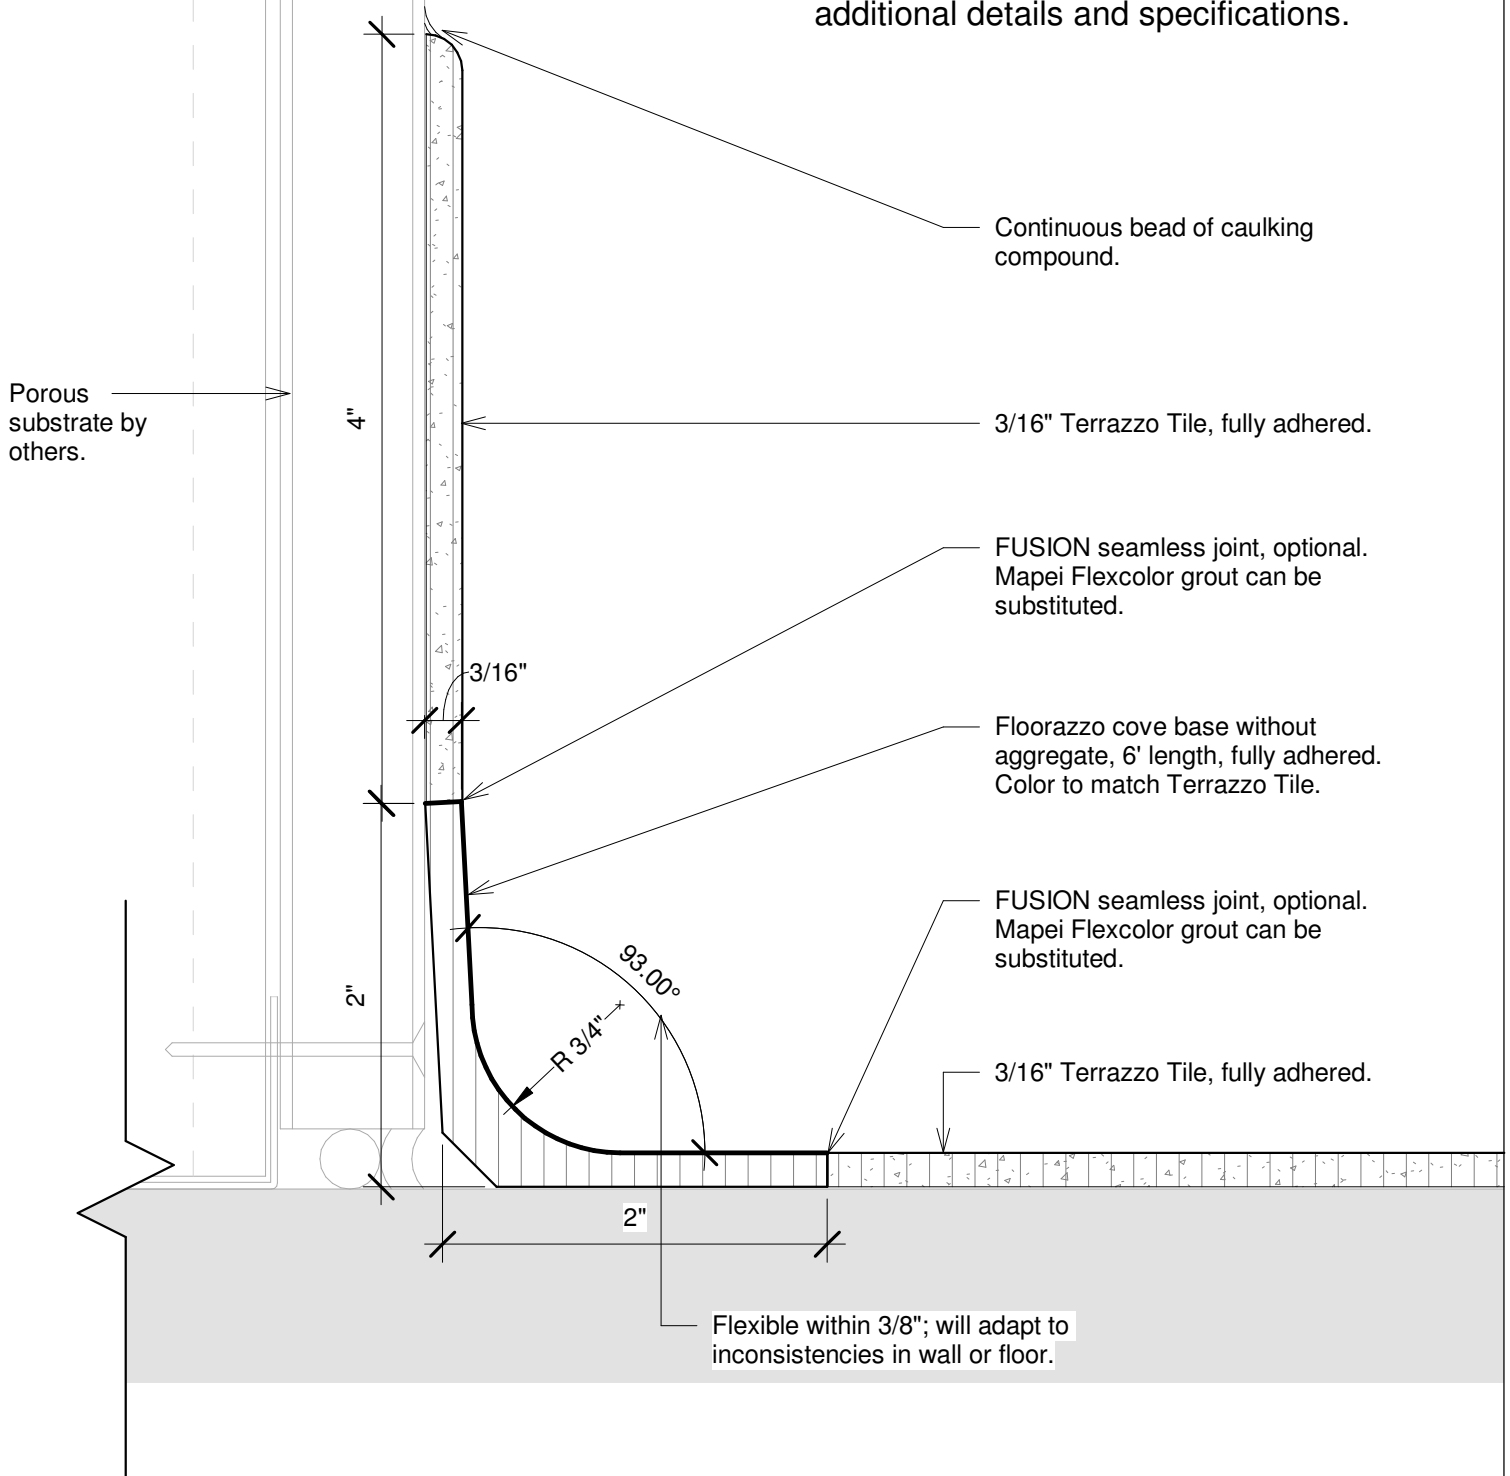 additional details and specifications.
Continuous bead of caulking
compound.
Porous
substrate by
others.
4"
3/16" Terrazzo Tile, fully adhered.
FUSION seamless joint, optional.
Mapei Flexcolor grout can be
substituted.
3/16"
Floorazzo cove base without
aggregate, 6' length, fully adhered.
Color to match Terrazzo Tile.
FUSION seamless joint, optional.
Mapei Flexcolor grout can be
substituted.
93.00°
2"
R 3/4"
3/16" Terrazzo Tile, fully adhered.
2"
Flexible within 3/8"; will adapt to
inconsistencies in wall or floor.